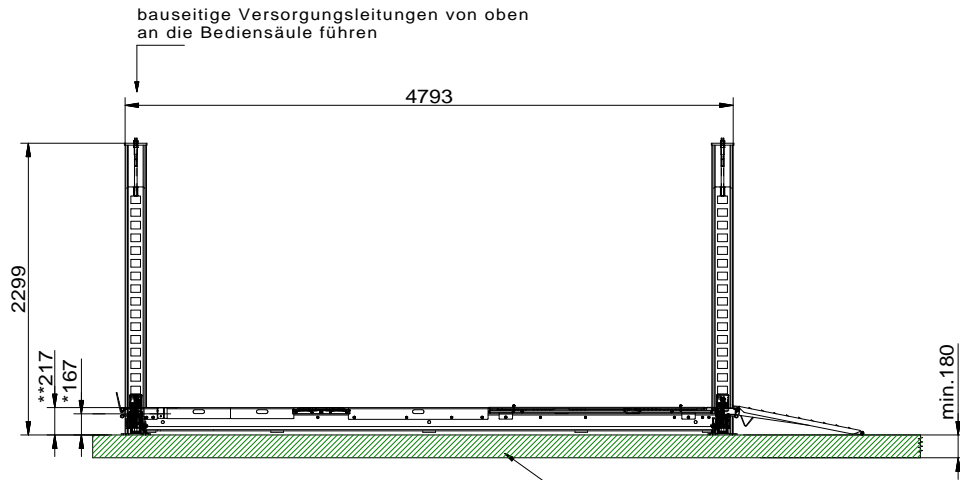 bauseitige Versorgungsleitungen von oben
an die Bediensäule führen
4793
2299
**217
*167
min.180